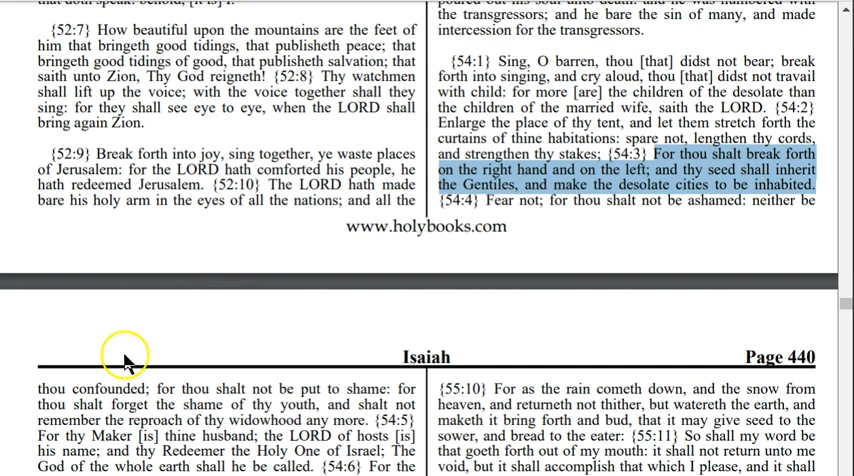 {52:7} How beautiful upon the mountains are the feet of
him that bringeth good tidings, that publisheth peace; that
bringeth good tidings of good, that publisheth salvation; that
saith unto Zion, Thy God reigneth! {52:8} Thy watchmen
shall lift up the voice; with the voice together shall they
sing: for they shall see eye to eye, when the LORD shall
bring again Zion.
{52:9} Break forth into joy, sing together, ye waste places
of Jerusalem: for the LORD hath comforted his people, he
hath redeemed Jerusalem. {52:10} The LORD hath made
bare his holy arm in the eyes of all the nations; and all the
the transgressors; and he bare the sin of many, and made
intercession for the transgressors.
{54:1} Sing, O barren, thou [that] didst not bear; break
forth into singing, and cry aloud, thou [that] didst not travail
with child: for more [are] the children of the desolate than
the children of the married wife, saith the LORD. {54:2}
Enlarge the place of thy tent, and let them stretch forth the
curtains of thine habitations: spare not, lengthen thy cords,
and strengthen thy stakes; {54:3} For thou shalt break forth
on the right hand and on the left; and thy seed shall inherit
the Gentiles, and make the desolate cities to be inhabited.
{54:4} Fear not; for thou shalt not be ashamed: neither be
www.holybooks.com
Isaiah Page 440
thou confounded; for thou shalt not be put to shame: for
thou shalt forget the shame of thy youth, and shalt not
remember the reproach of thy widowhood any more. {54:5}
For thy Maker [is] thine husband; the LORD of hosts [is]
his name; and thy Redeemer the Holy One of Israel; The
God of the whole earth shall he be called. {54:6} For the
{55:10} For as the rain cometh down, and the snow from
heaven, and returneth not thither, but watereth the earth, and
maketh it bring forth and bud, that it may give seed to the
sower, and bread to the eater: {55:11} So shall my word be
that goeth forth out of my mouth: it shall not return unto me
void, but it shall accomplish that which I please, and it shall